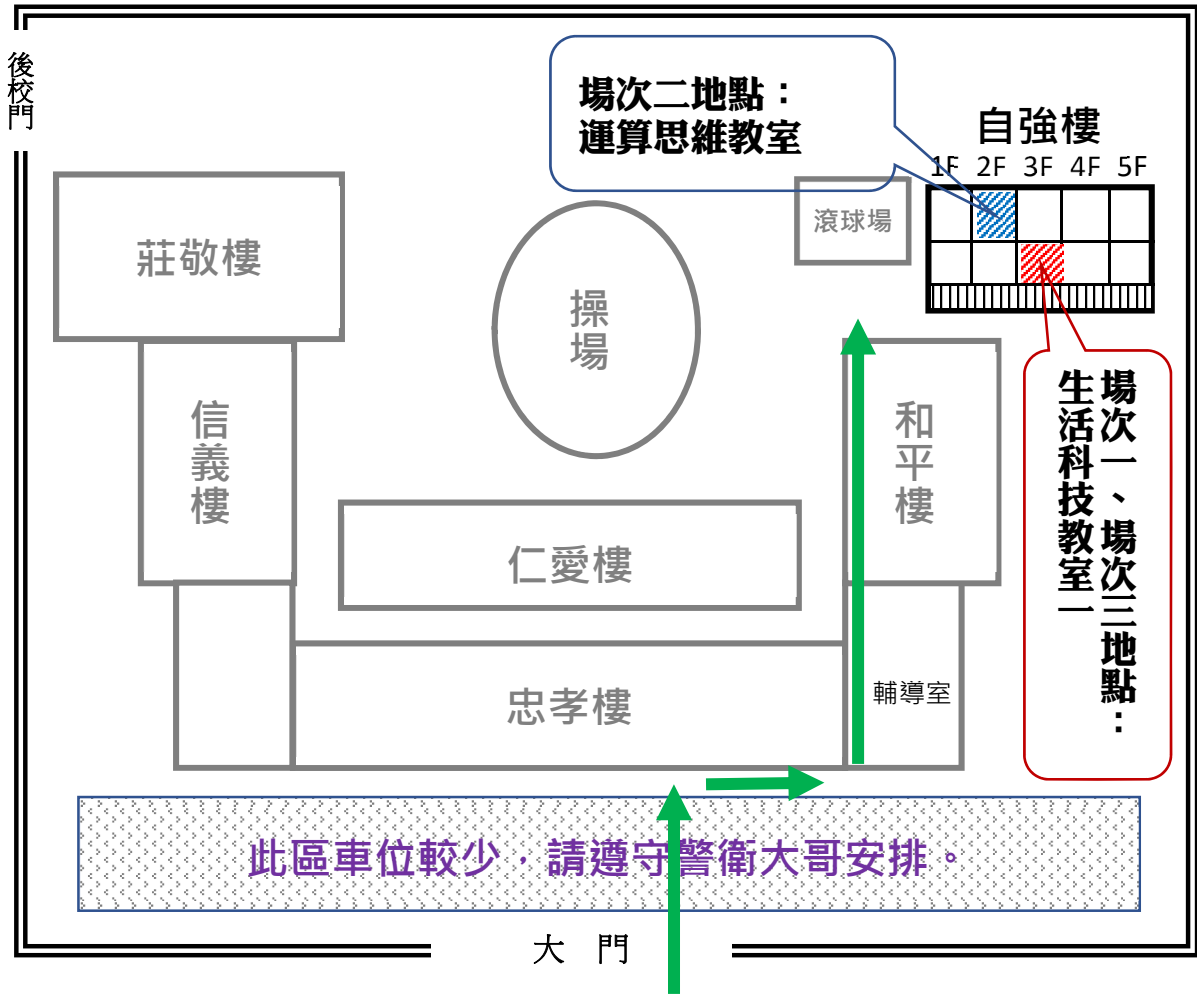 後校門
場次二地點：
運算思維教室
自強樓
1F 2F 3F 4F 5F
滾球場
莊敬樓
操場
信義樓
和平樓
場次一、場次三地點：
生活科技教室一
仁愛樓
忠孝樓
輔導室
此區車位較少，請遵守警衛大哥安排。
大 門